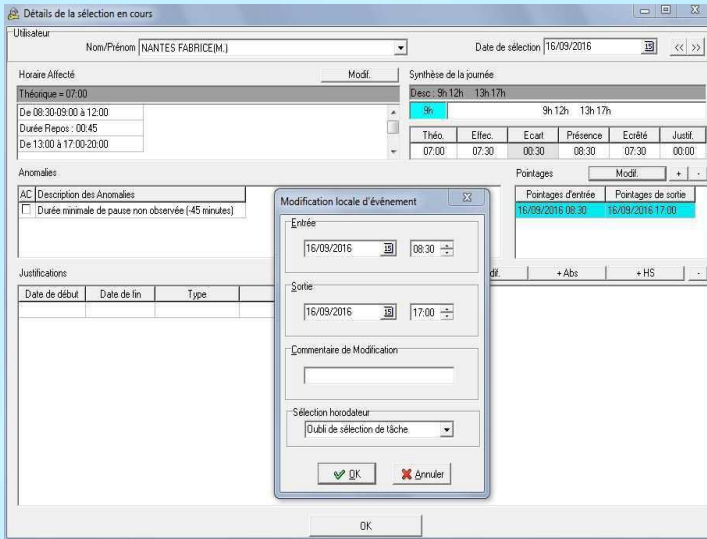 Détails de la sélection en cours
Utilisateur
Nom/Prénom NANTES FABRICE(M.)
Date de sélection 16/09/2016 15 << >>
Horaire Affecté Modif.
Théorique = 07:00
De 08:30-09:00 à 12:00
Durée Repos : 00:45
De 13:00 à 17:00-20:00
Synthèse de la journée
Desc : 9h 12h 13h 17h
9h 9h 12h 13h 17h
Théo. Effec. Ecart Présence Ecrêté Justif.
07:00 07:30 00:30 08:30 07:30 00:00
Anomalies
AC Description des Anomalies
Durée minimale de pause non observée (-45 minutes)
Pointages Modif. + -
Pointages d'entrée Pointages de sortie
16/09/2016 08:30 16/09/2016 17:00
Justifications
dif. + Abs + HS -
Date de début Date de fin Type
Modification locale d'événement
Entrée
16/09/2016 15 08:30
Sortie
16/09/2016 15 17:00
Commentaire de Modification
Sélection horodateur
Oubli de sélection de tâche
OK Annuler
OK